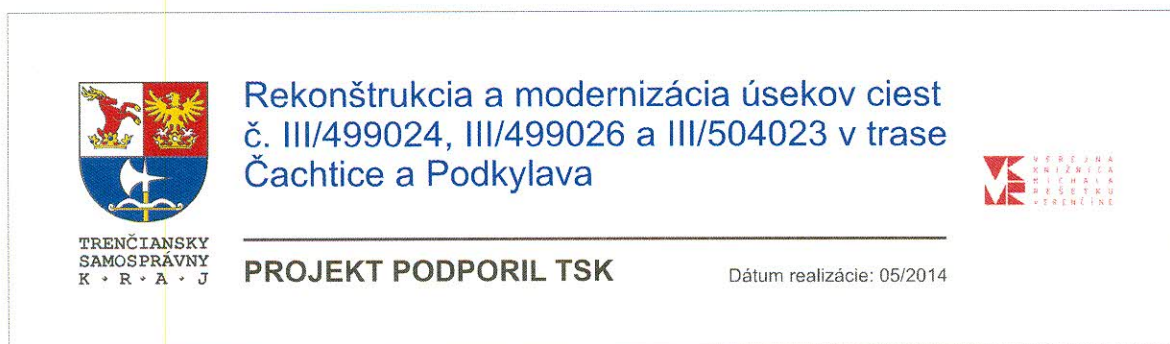 Rekonštrukcia a modernizácia úsekov ciest
č. III/499024, III/499026 a III/504023 v trase
Čachtice a Podkylava
TRENČIANSKY
SAMOSPRÁVNY
K • R • A • J
PROJEKT PODPORIL TSK
Dátum realizácie: 05/2014
VEREJNÁ
KNIŽNICA
MICHALA
REŠETKU
V TRENČÍNE